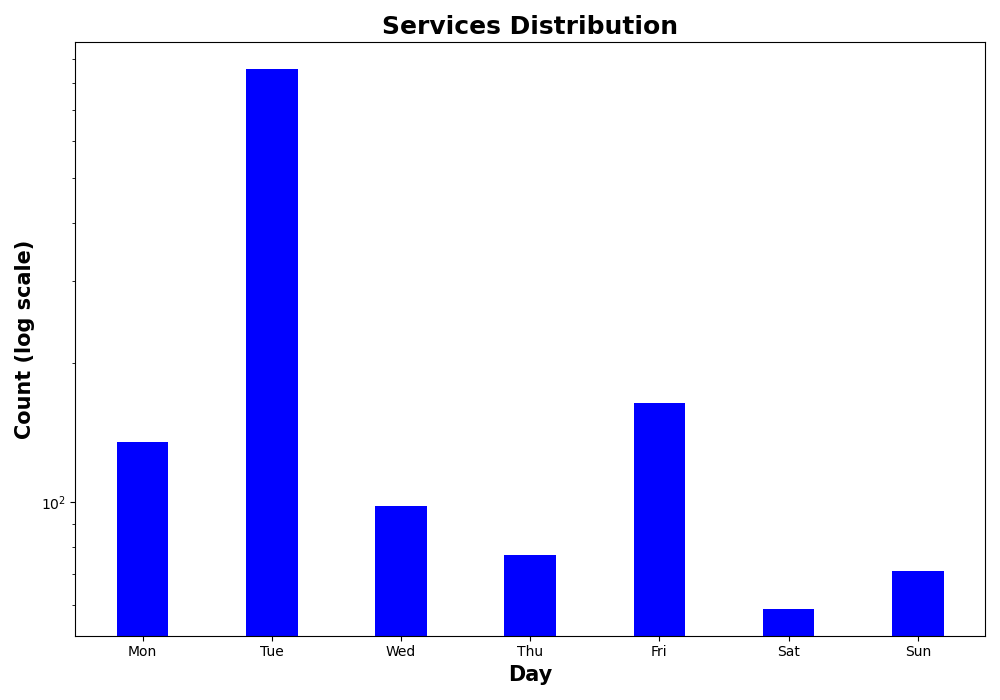 Services Distribution
Count (log scale)
10²
Mon Tue Wed Thu Fri Sat Sun
Day